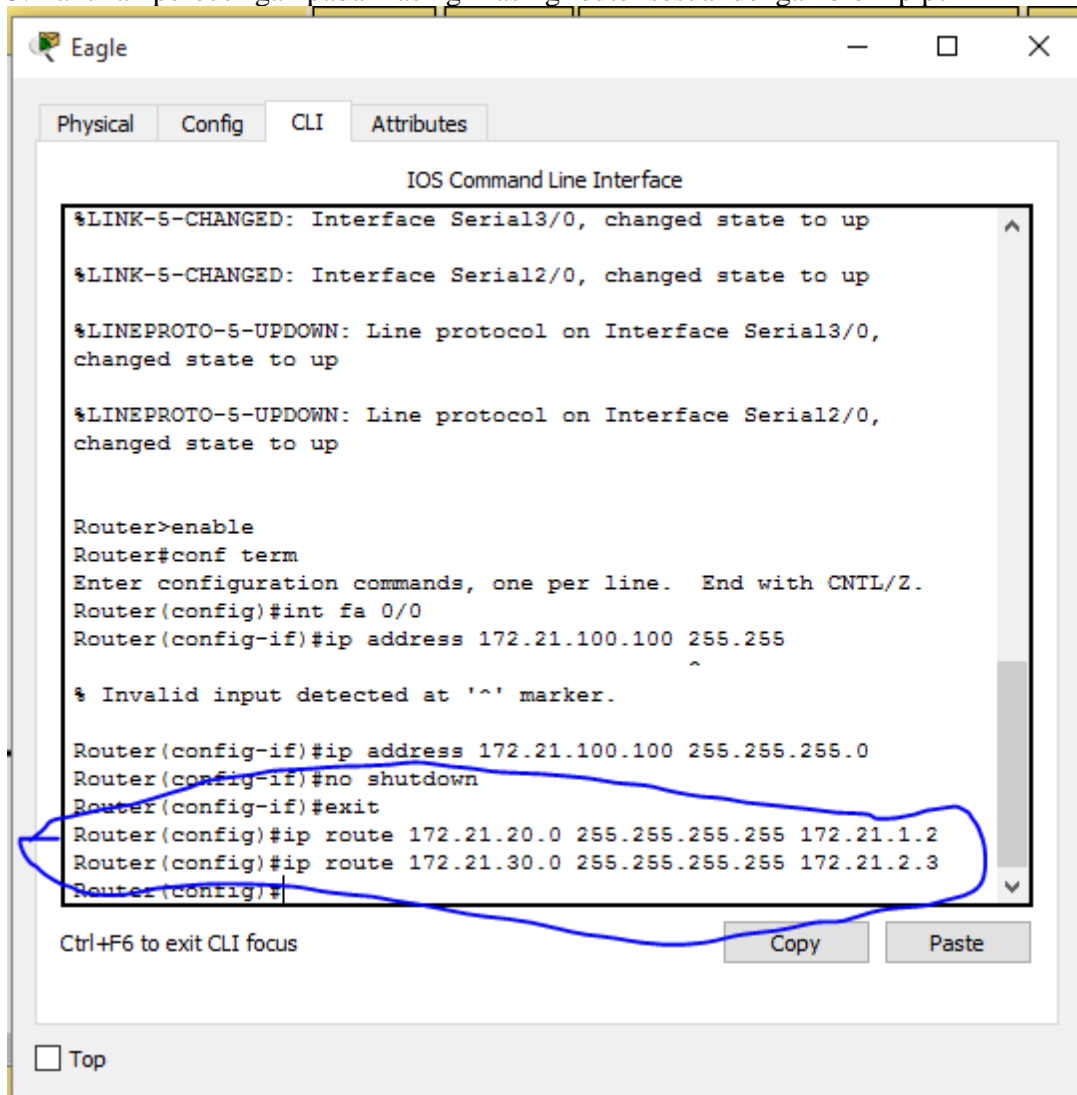 Eagle
Physical Config CLI Attributes
IOS Command Line Interface
%LINK-5-CHANGED: Interface Serial3/0, changed state to up
%LINK-5-CHANGED: Interface Serial2/0, changed state to up
%LINEPROTO-5-UPDOWN: Line protocol on Interface Serial3/0,
changed state to up
%LINEPROTO-5-UPDOWN: Line protocol on Interface Serial2/0,
changed state to up
Router>enable
Router#conf term
Enter configuration commands, one per line.  End with CNTL/Z.
Router(config)#int fa 0/0
Router(config-if)#ip address 172.21.100.100 255.255
^
% Invalid input detected at '^' marker.
Router(config-if)#ip address 172.21.100.100 255.255.255.0
Router(config-if)#no shutdown
Router(config-if)#exit
Router(config)#ip route 172.21.20.0 255.255.255.255 172.21.1.2
Router(config)#ip route 172.21.30.0 255.255.255.255 172.21.2.3
Router(config)#
Ctrl+F6 to exit CLI focus
Copy Paste
Top